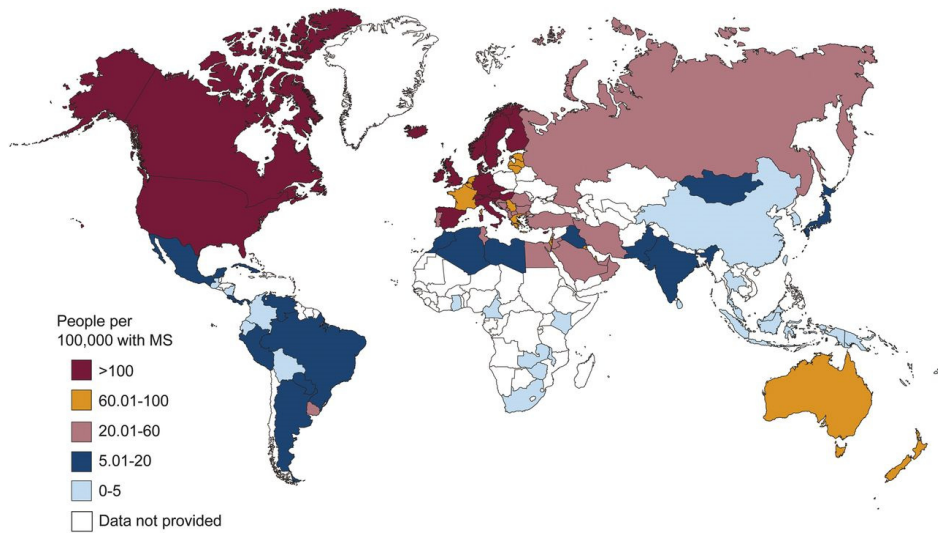 People per
100,000 with MS
>100
60.01-100
20.01-60
5.01-20
0-5
Data not provided